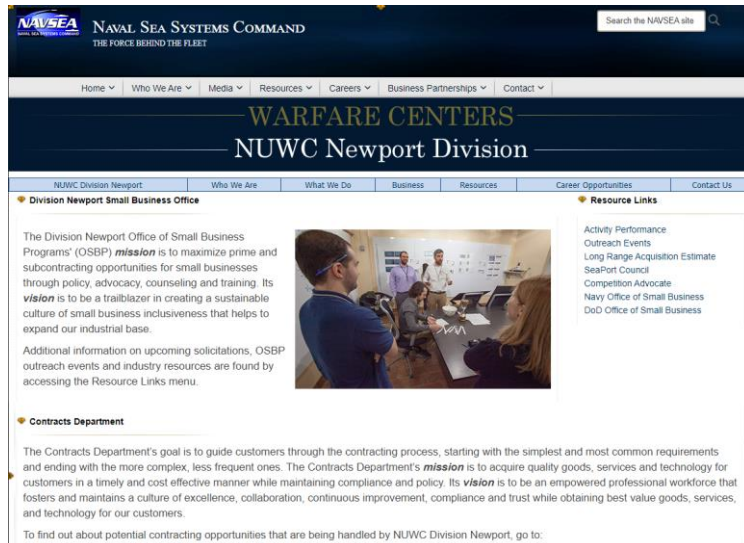 NAVSEA
NAVAL SEA SYSTEMS COMMAND
NAVAL SEA SYSTEMS COMMAND
THE FORCE BEHIND THE FLEET
Search the NAVSEA site
Home
Who We Are
Media
Resources
Careers
Business Partnerships
Contact
WARFARE CENTERS
NUWC Newport Division
NUWC Division Newport
Who We Are
What We Do
Business
Resources
Career Opportunities
Contact Us
Division Newport Small Business Office
The Division Newport Office of Small Business
Programs' (OSBP) mission is to maximize prime and
subcontracting opportunities for small businesses
through policy, advocacy, counseling and training. Its
vision is to be a trailblazer in creating a sustainable
culture of small business inclusiveness that helps to
expand our industrial base.
Additional information on upcoming solicitations, OSBP
outreach events and industry resources are found by
accessing the Resource Links menu.
Resource Links
Activity Performance
Outreach Events
Long Range Acquisition Estimate
SeaPort Council
Competition Advocate
Navy Office of Small Business
DoD Office of Small Business
Contracts Department
The Contracts Department's goal is to guide customers through the contracting process, starting with the simplest and most common requirements
and ending with the more complex, less frequent ones. The Contracts Department's mission is to acquire quality goods, services and technology for
customers in a timely and cost effective manner while maintaining compliance and policy. Its vision is to be an empowered professional workforce that
fosters and maintains a culture of excellence, collaboration, continuous improvement, compliance and trust while obtaining best value goods, services,
and technology for our customers.
To find out about potential contracting opportunities that are being handled by NUWC Division Newport, go to: